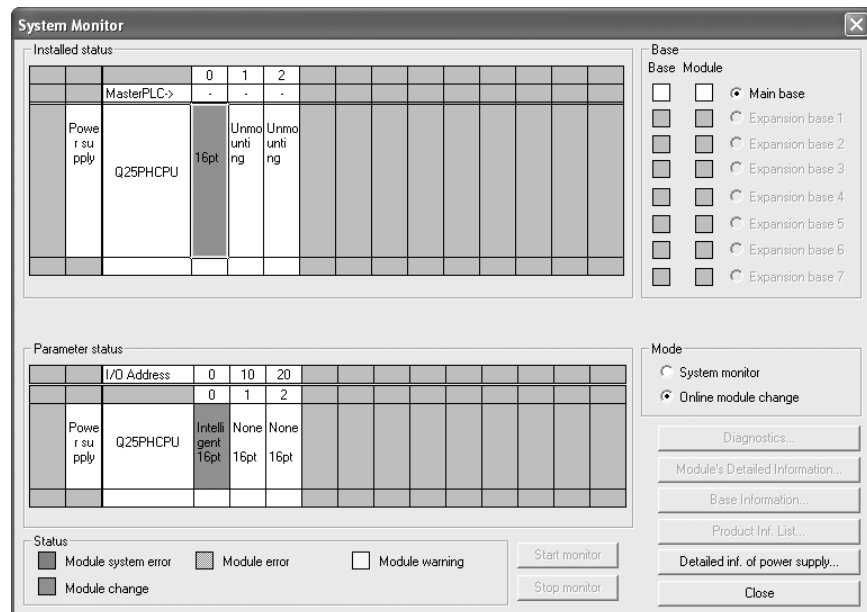 System Monitor
Installed status
0 1 2
MasterPLC-> - - -
Powe
r su
pply
Q25PHCPU
16pt
Unmo
unti
ng
Unmo
unti
ng
Base
Base Module
Main base
Expansion base 1
Expansion base 2
Expansion base 3
Expansion base 4
Expansion base 5
Expansion base 6
Expansion base 7
Parameter status
I/O Address 0 10 20
0 1 2
Powe
r su
pply
Q25PHCPU
Intelli
gent
16pt
None
16pt
None
16pt
Mode
System monitor
Online module change
Diagnostics...
Module's Detailed Information...
Base Information...
Product Inf. List...
Detailed inf. of power supply...
Close
Status
Module system error Module error Module warning
Module change
Start monitor
Stop monitor